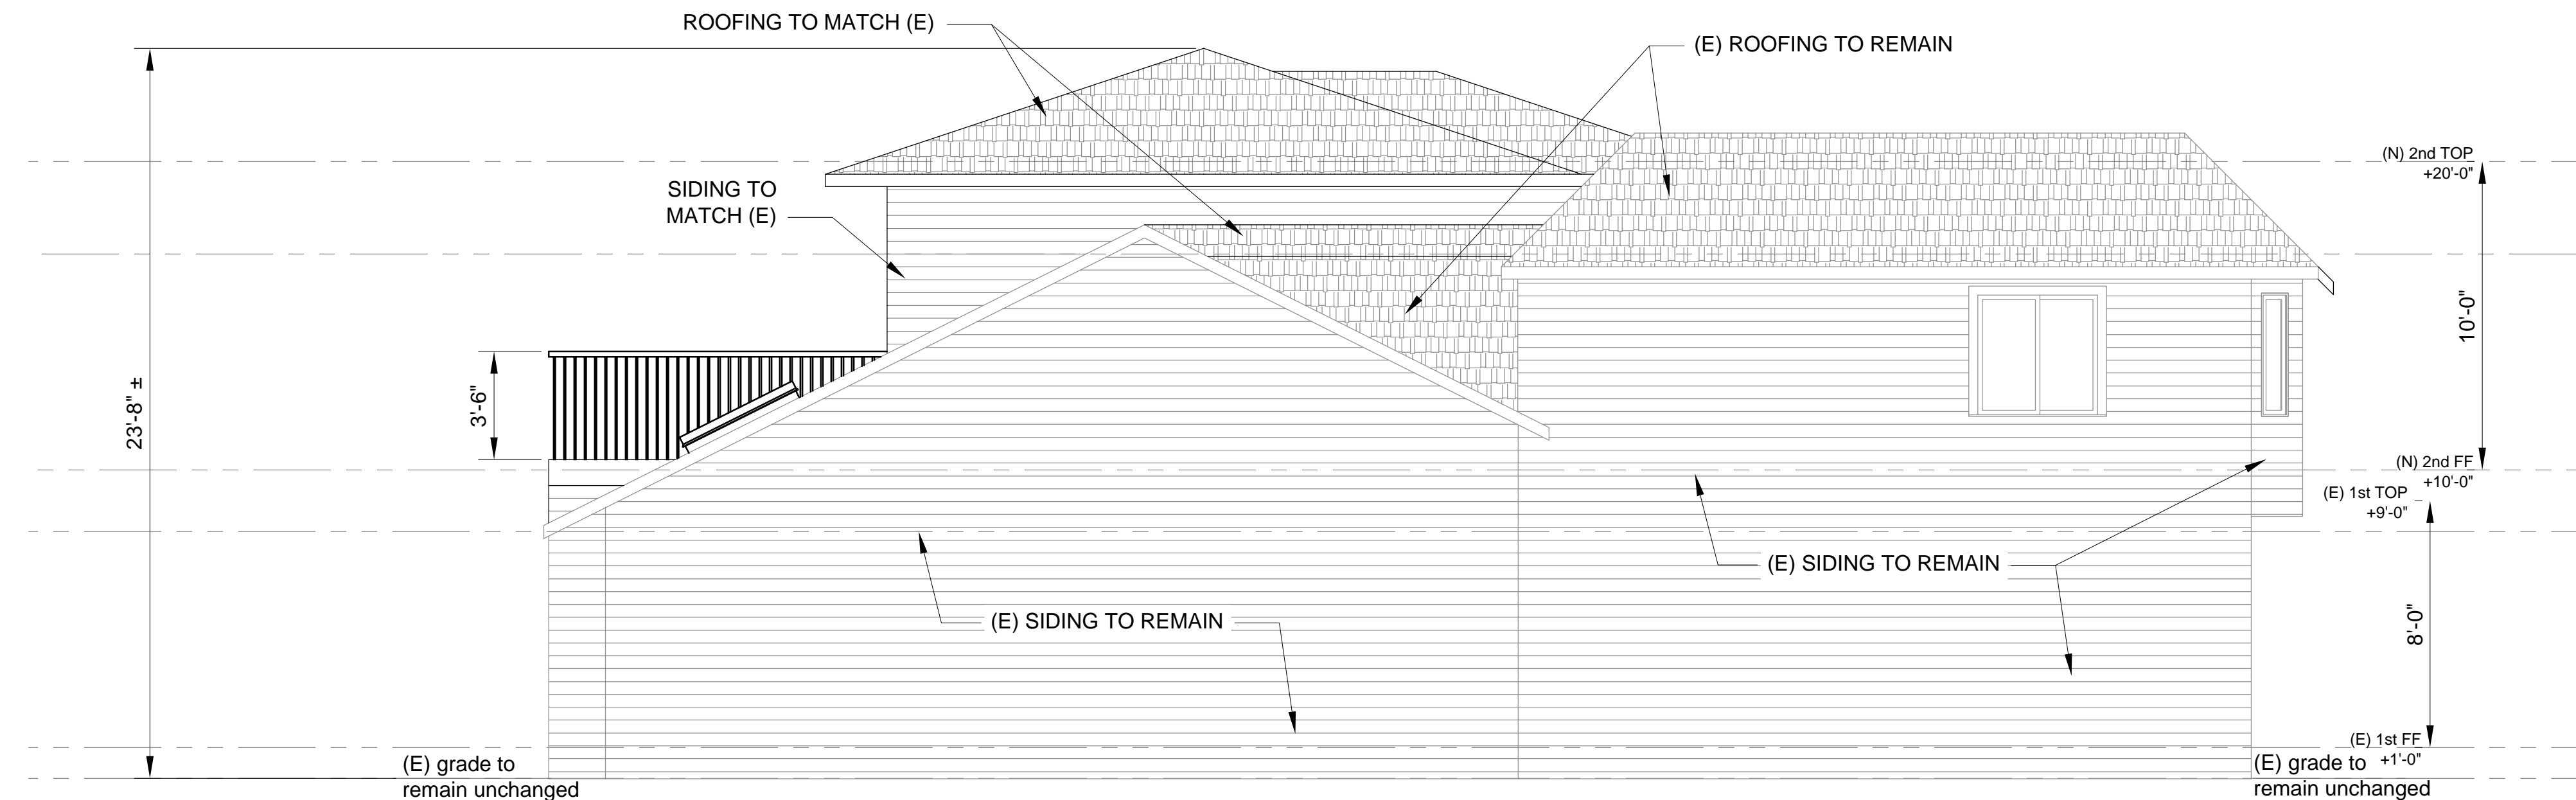 ROOFING TO MATCH (E)
(E) ROOFING TO REMAIN
(N) 2nd TOP
+20'-0"
SIDING TO
MATCH (E)
10'-0"
23'-8" ±
3'-6"
(N) 2nd FF
+10'-0"
(E) 1st TOP
+9'-0"
(E) SIDING TO REMAIN
(E) SIDING TO REMAIN
8'-0"
(E) 1st FF
+1'-0"
(E) grade to
remain unchanged
(E) grade to
remain unchanged